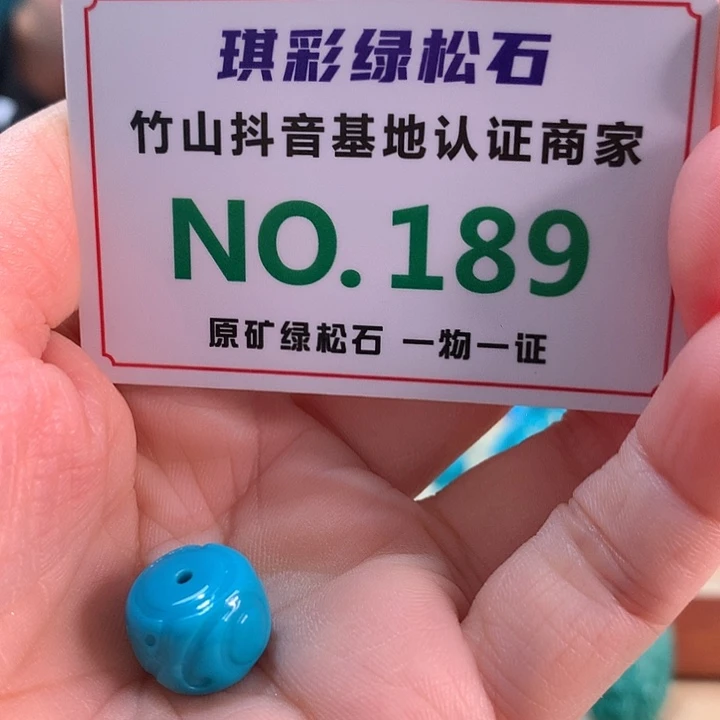 琪彩绿松石
竹山抖音基地认证商家
NO.189
原矿绿松石 一物一证